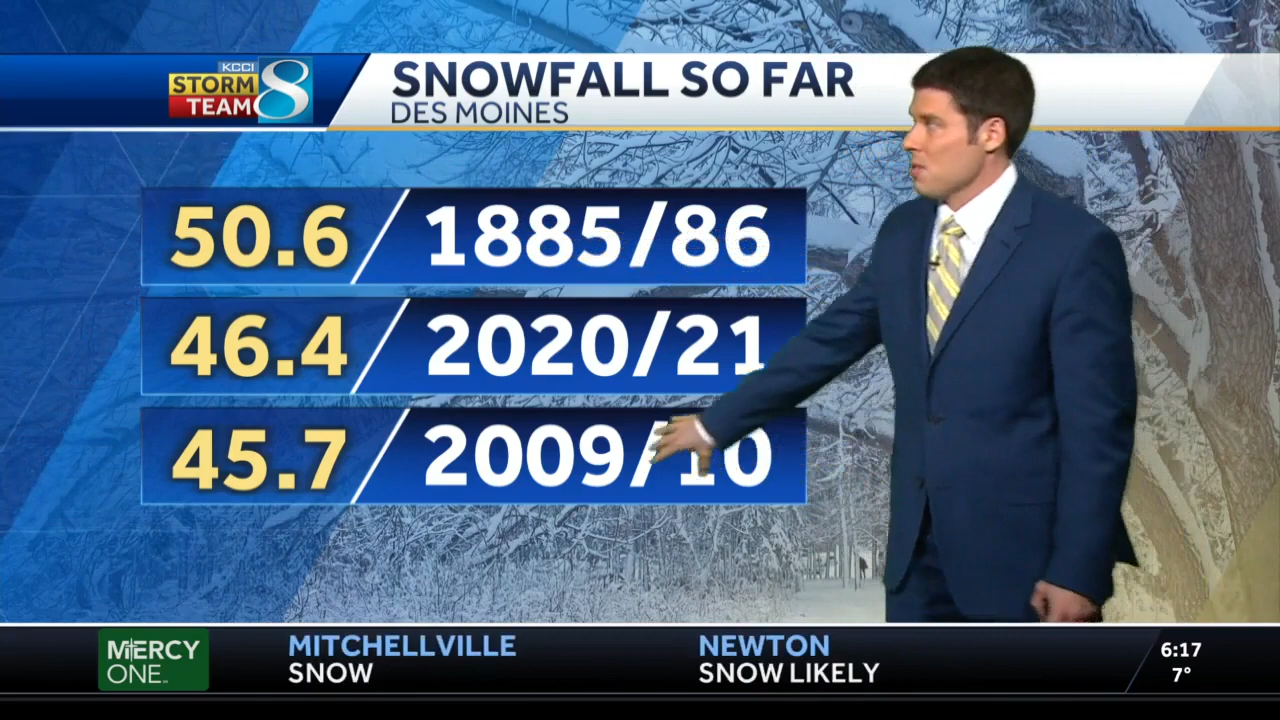 KCCI
STORM
TEAM 8
SNOWFALL SO FAR
DES MOINES
50.6 1885/86
46.4 2020/21
45.7 2009/10
MERCY
ONE
MITCHELLVILLE
SNOW
NEWTON
SNOW LIKELY
6:17
7°